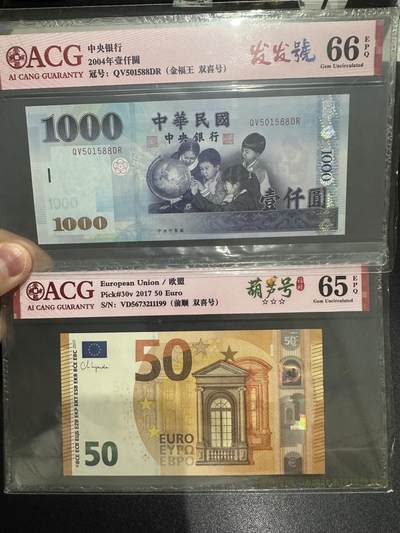 ACG
AI CANG GUARANTY
中央银行
2004年壹仟圓
冠号：QV501588DR（金福王 双喜号）
发发號
66
EPQ
Gem Uncirculated
1000
中華民國
中央銀行
QV501588DR
QV501588DR
1000
1000
1000
壹仟圓
ACG
AI CANG GUARANTY
European Union / 欧盟
Pick#30v 2017 50 Euro
S/N：VD5673211199（前顺 双喜号）
葫芦号
☆☆☆
65
EPQ
Gem Uncirculated
50
50
EURO
ΕΥΡΩ
ЕВРО
50